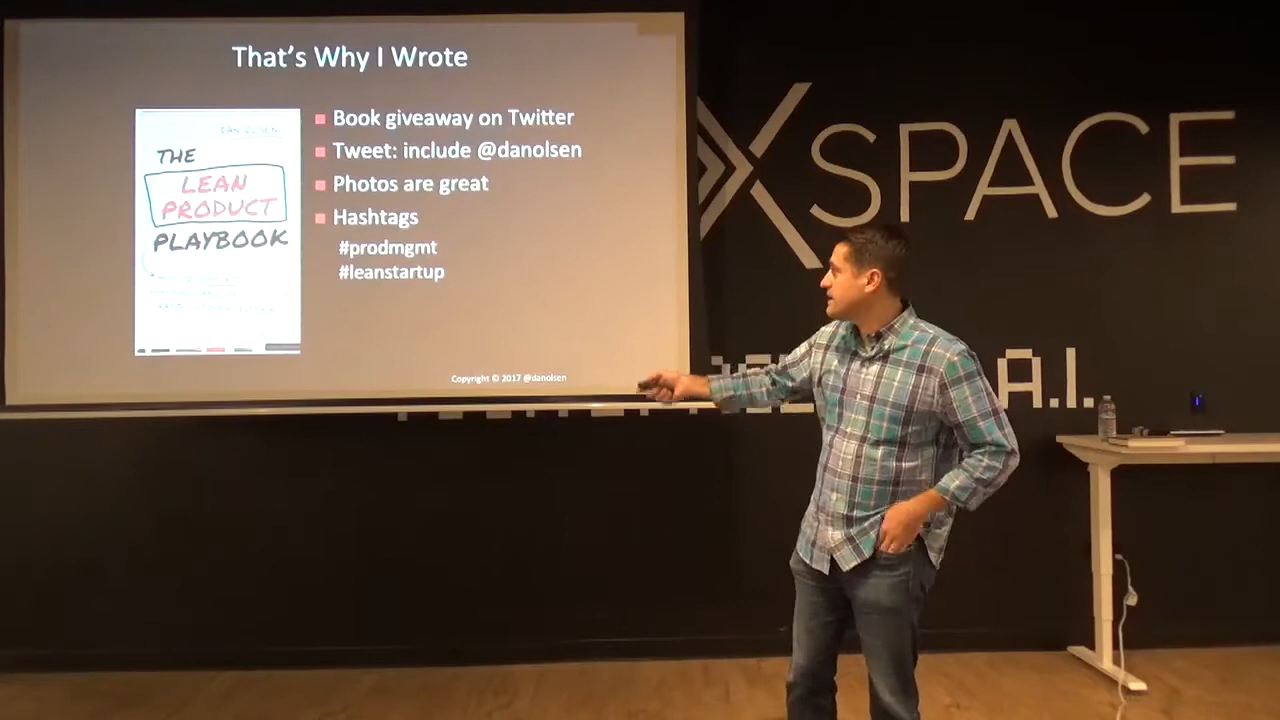 That's Why I Wrote
DAN OLSEN
THE
LEAN
PRODUCT
PLAYBOOK
Book giveaway on Twitter
Tweet: include @danolsen
Photos are great
Hashtags
#prodmgmt
#leanstartup
Copyright © 2017 @danolsen
XSPACE
A.I.